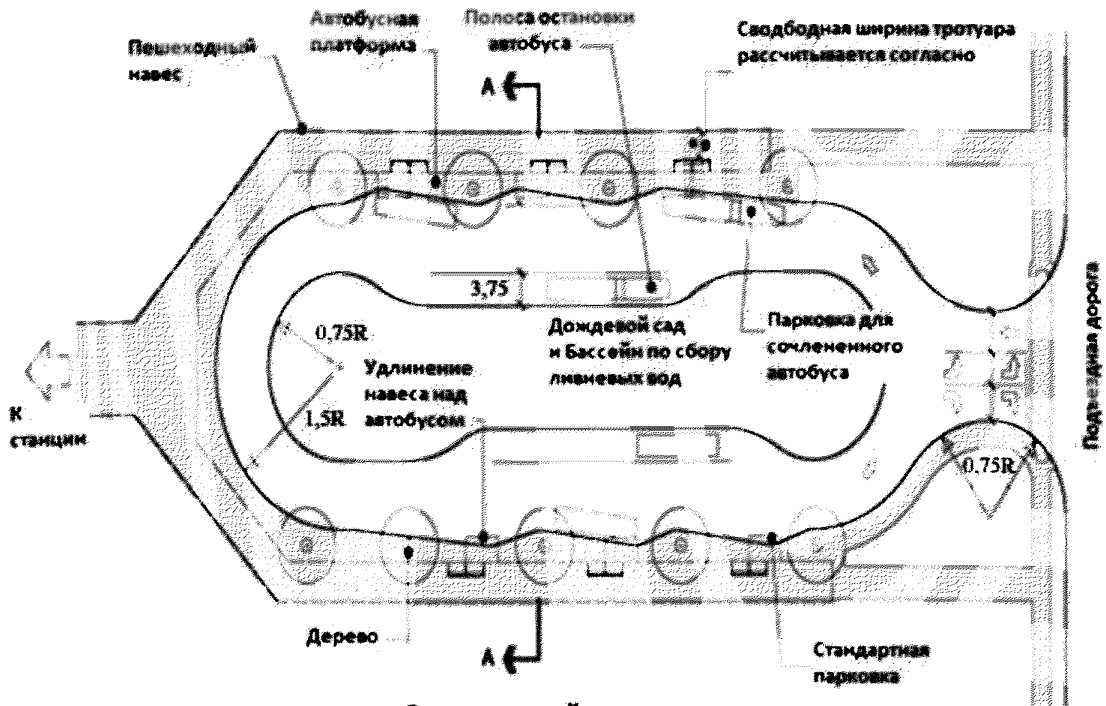 Автобусная
платформа
Полоса остановки
автобуса
Сводбодная ширина тротуара
рассчитывается согласно
Пешеходный
навес
А
3,75
0,75R
Дождевой сад
и Бассейн по сбору
ливневых вод
Парковка для
сочлененного
автобуса
Удлинение
навеса над
автобусом
1,5R
К
станции
0,75R
Подъездная дорога
Дерево
А
Стандартная
парковка